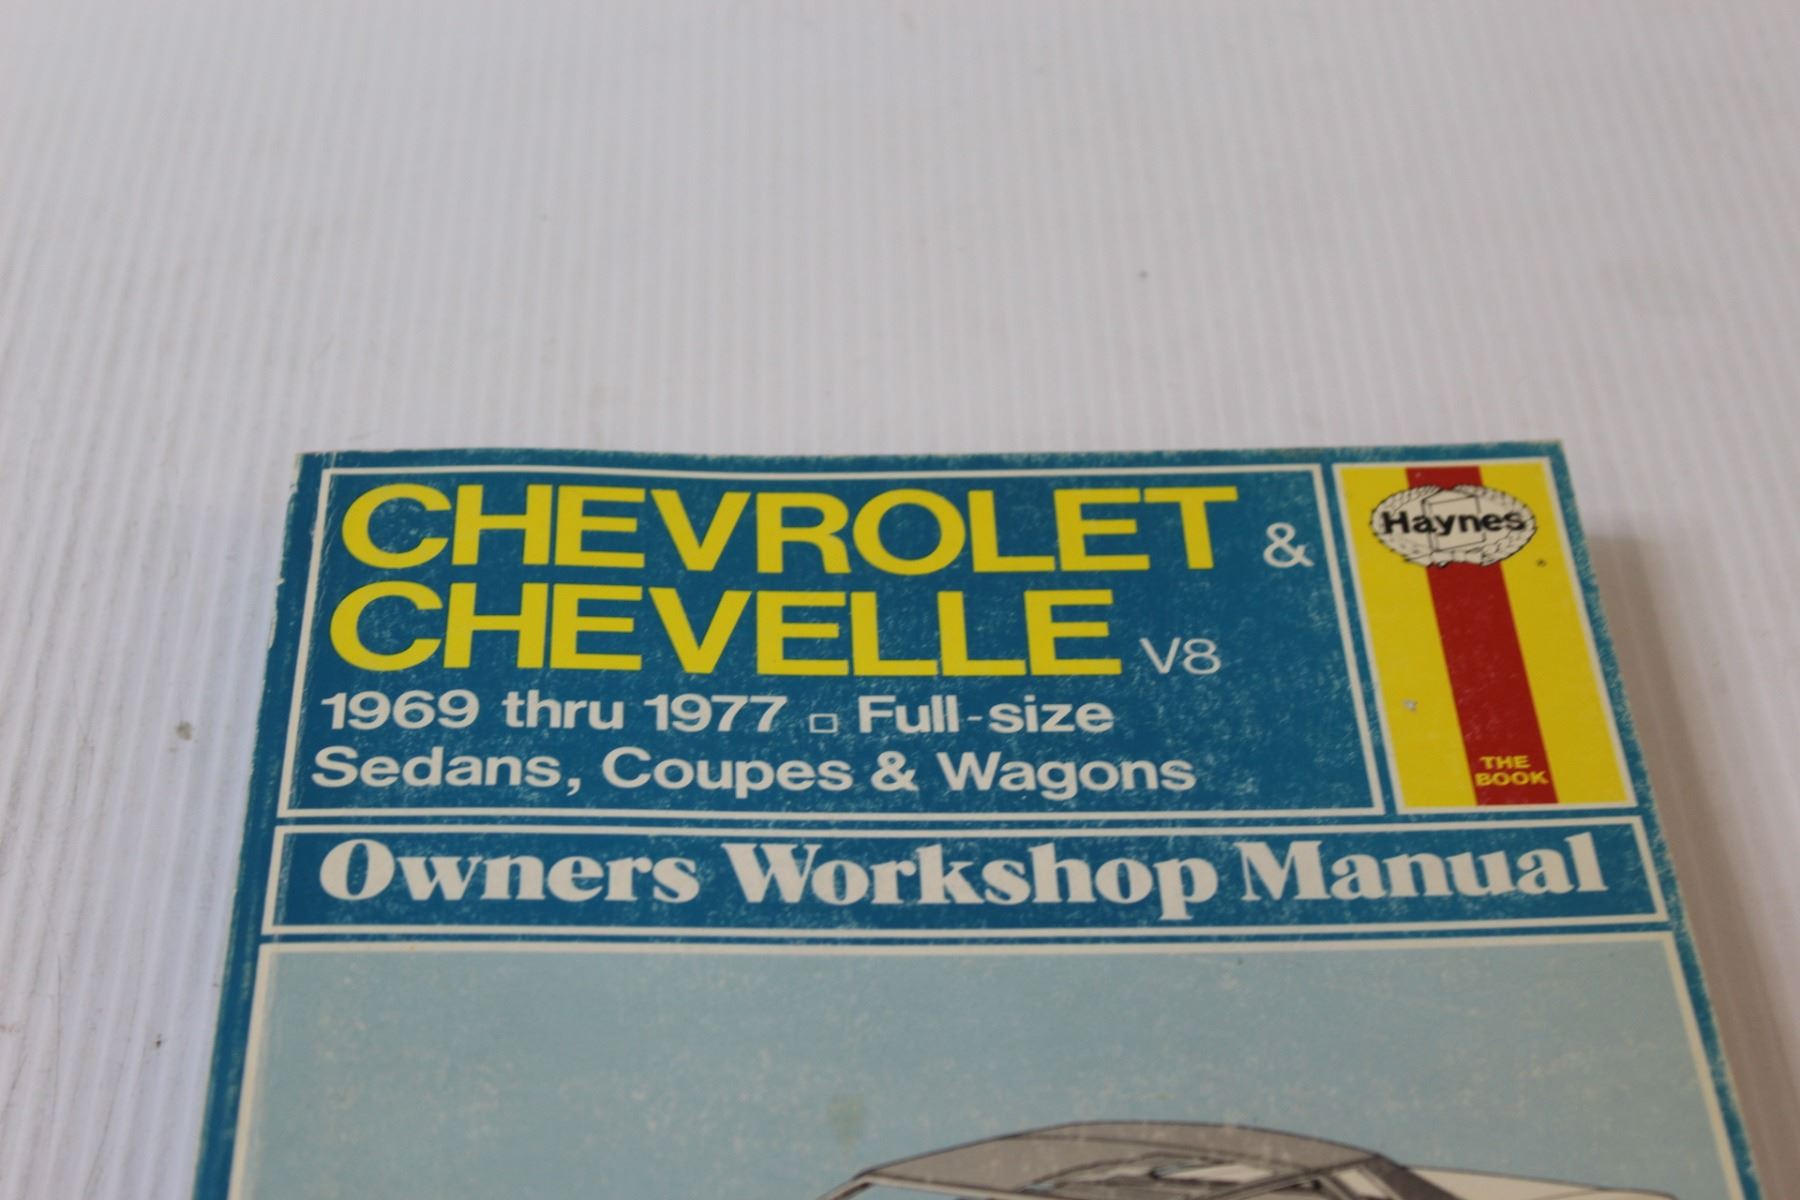 CHEVROLET &
CHEVELLE V8
1969 thru 1977 □ Full-size
Sedans, Coupes & Wagons
Haynes
®
THE
BOOK
Owners Workshop Manual